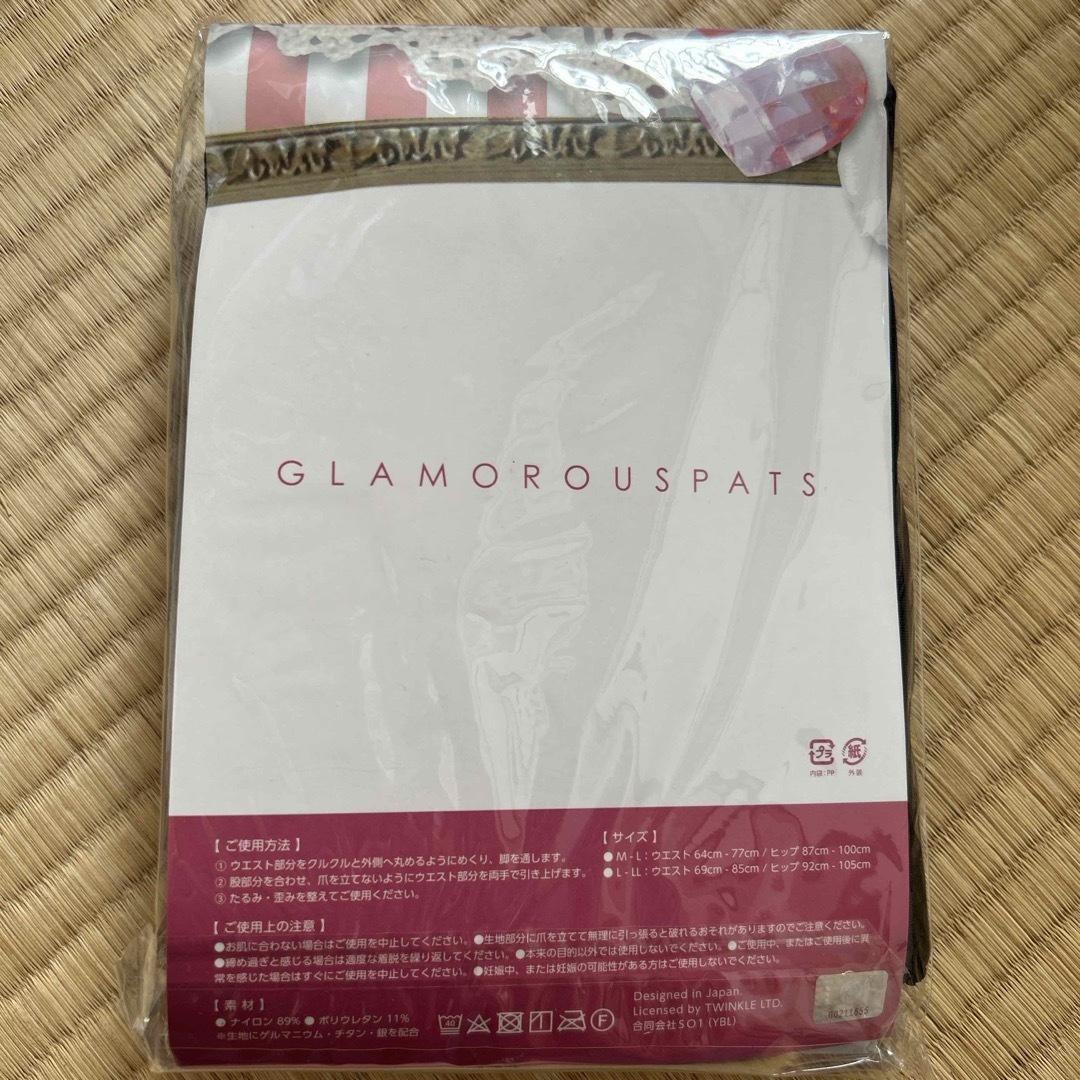 GLAMOROUSPATS
プラ
内袋:PP
紙
外装
【 ご使用方法 】
① ウエスト部分をクルクルと外側へ丸めるようにめくり、脚を通します。
② 股部分を合わせ、爪を立てないようにウエスト部分を両手で引き上げます。
③ たるみ・歪みを整えてご使用ください。
【 サイズ 】
● M - L : ウエスト 64cm - 77cm / ヒップ 87cm - 100cm
● L - LL : ウエスト 69cm - 85cm / ヒップ 92cm - 105cm
【 ご使用上の注意 】
●お肌に合わない場合はご使用を中止してください。 ●生地部分に爪を立てて無理に引っ張ると破れるおそれがありますのでご注意ください。
●締め過ぎと感じる場合は適度な着脱を繰り返してください。 ●本来の目的以外では使用しないでください。 ●ご使用中、またはご使用後に異
常を感じた場合はすぐにご使用を中止してください。 ●妊娠中、または妊娠の可能性がある方はご使用しないでください。
【 素 材 】
● ナイロン 89% ● ポリウレタン 11%
※生地にゲルマニウム・チタン・銀を配合
40
F
Designed in Japan.
Licensed by TWINKLE LTD.
合同会社SO1 (YBL)
00211655